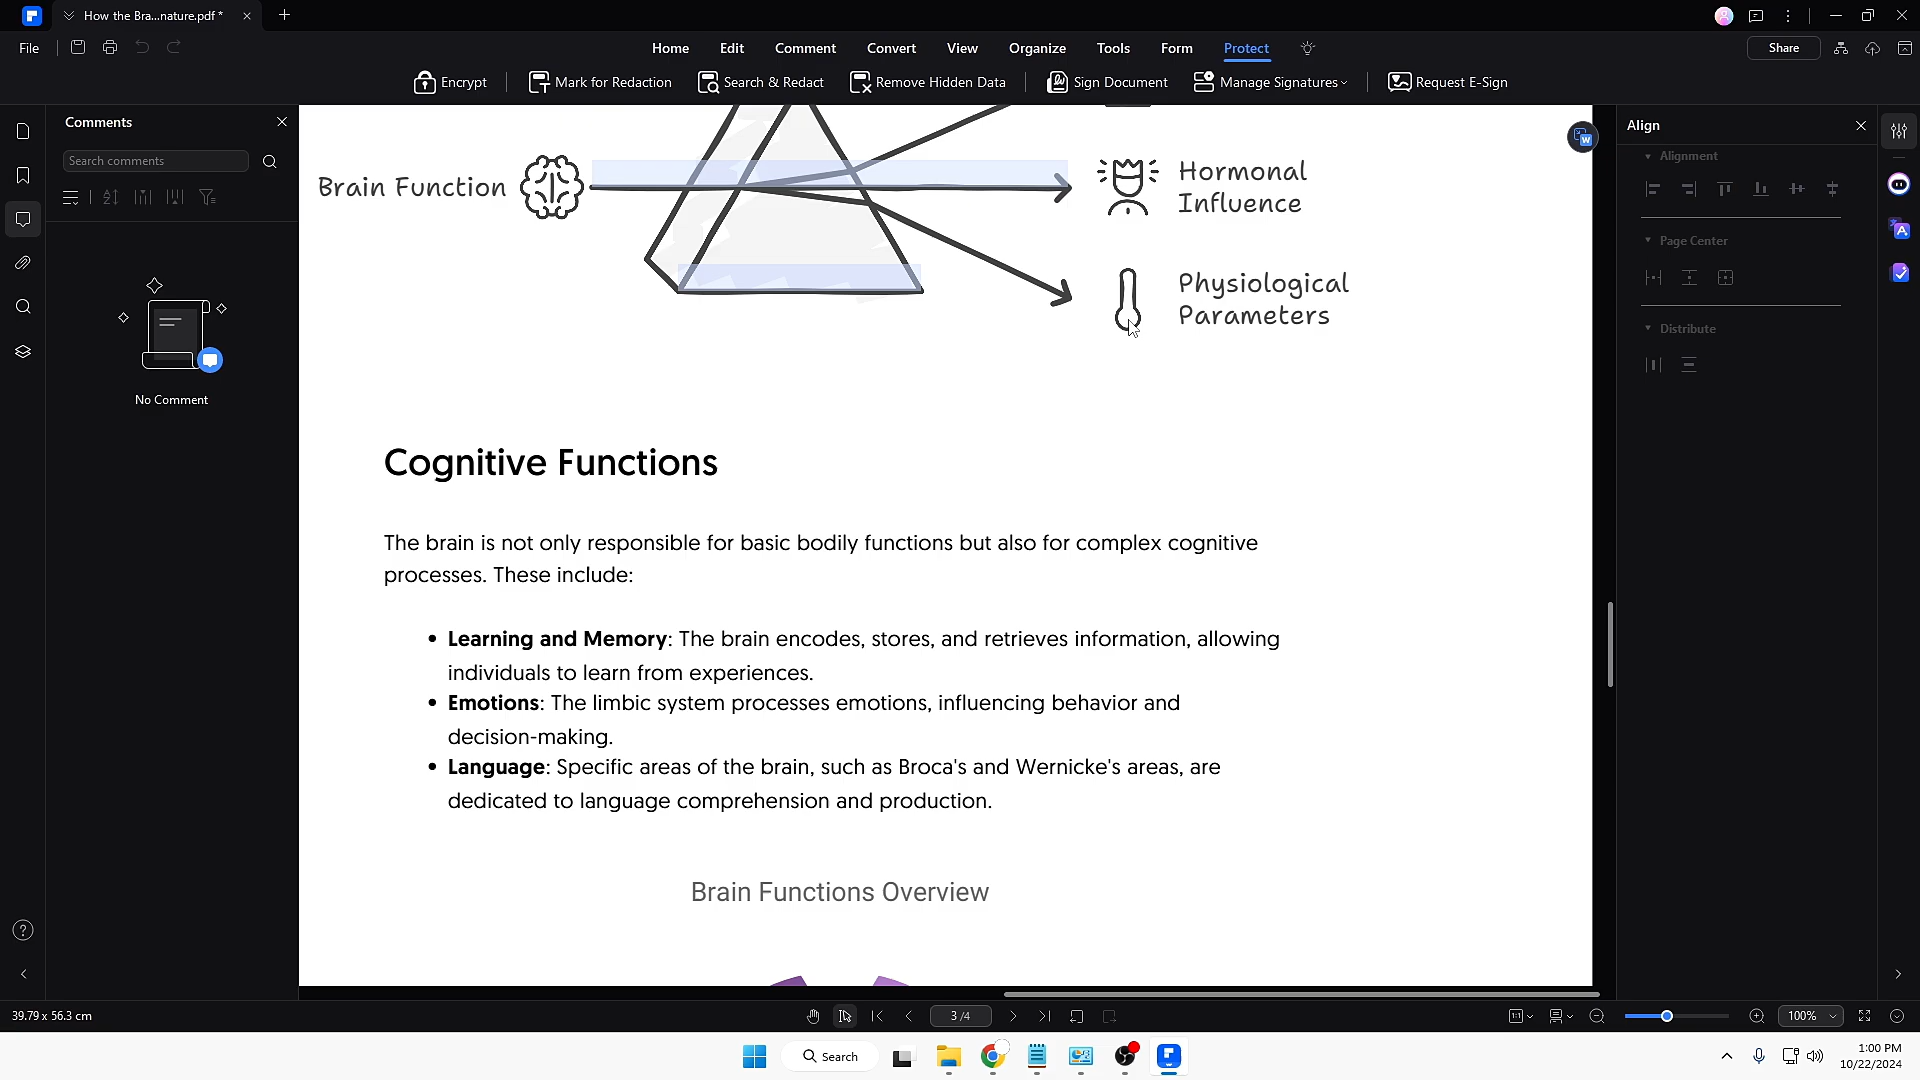 How the Bra...nature.pdf *
File
Home
Edit
Comment
Convert
View
Organize
Tools
Form
Protect
Share
Encrypt
Mark for Redaction
Search & Redact
Remove Hidden Data
Sign Document
Manage Signatures
Request E-Sign
Comments
Search comments
No Comment
Brain Function
Hormonal
Influence
Physiological
Parameters
Cognitive Functions
The brain is not only responsible for basic bodily functions but also for complex cognitive
processes. These include:
• Learning and Memory: The brain encodes, stores, and retrieves information, allowing
individuals to learn from experiences.
• Emotions: The limbic system processes emotions, influencing behavior and
decision-making.
• Language: Specific areas of the brain, such as Broca's and Wernicke's areas, are
dedicated to language comprehension and production.
Brain Functions Overview
Align
Alignment
Page Center
Distribute
39.79 x 56.3 cm
3 /4
100%
Search
1:00 PM
10/22/2024